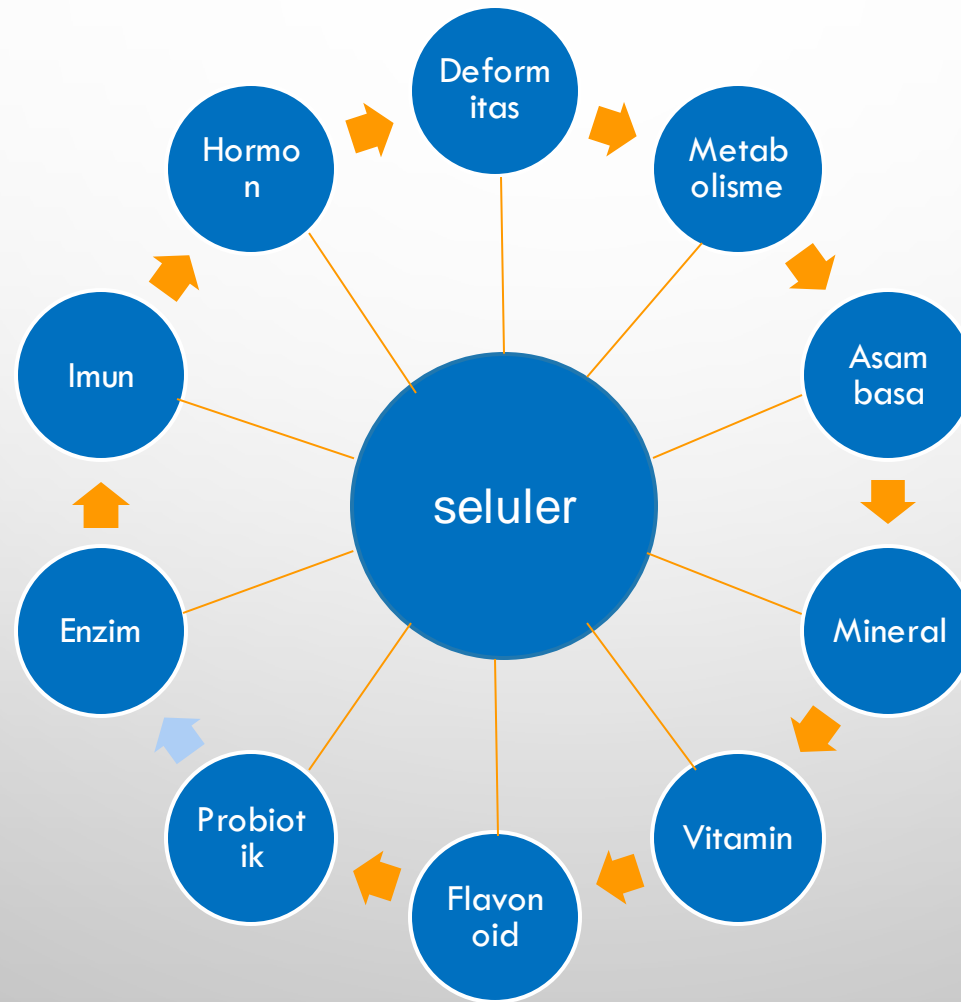 Deform
itas
Hormo
n
Metab
olisme
Imun
Asam
basa
seluler
Enzim
Mineral
Probiot
ik
Vitamin
Flavon
oid